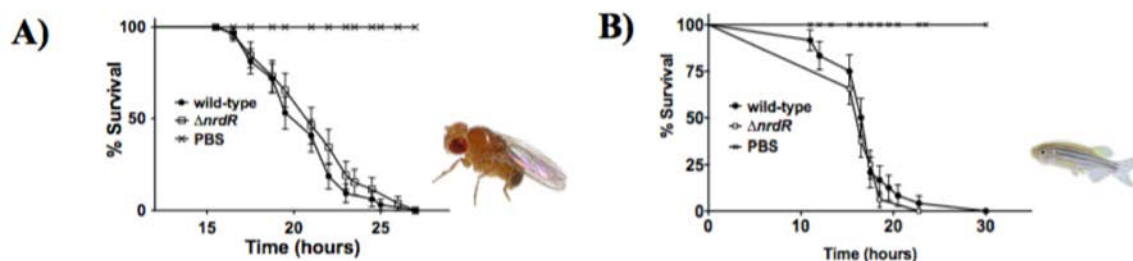 A)
% Survival
100
50
0
wild-type
ΔnrdR
PBS
15
20
25
Time (hours)
B)
% Survival
100
75
50
25
0
wild-type
ΔnrdR
PBS
0
10
20
30
Time (hours)